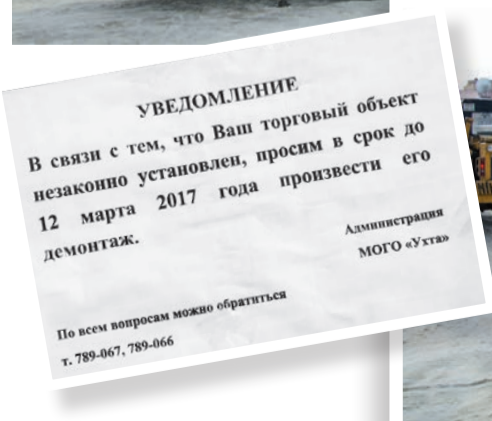 УВЕДОМЛЕНИЕ
В связи с тем, что Ваш торговый объект
незаконно установлен, просим в срок до
12 марта 2017 года произвести его
демонтаж.
Администрация
МОГО «Ухта»
По всем вопросам можно обратиться
т. 789-067, 789-066